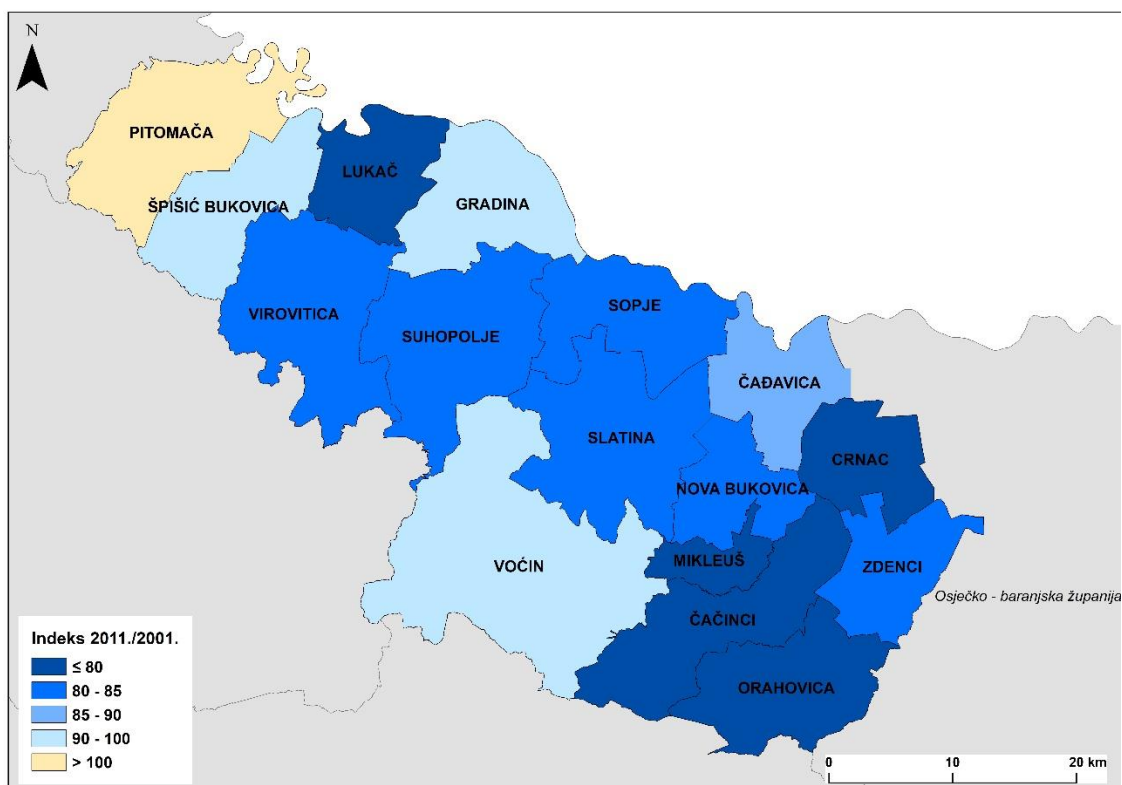 N
PITOMAČA
LUKAČ
ŠPIŠIĆ BUKOVICA
GRADINA
VIROVITICA
SUHOPOLJE
SOPJE
ČAĐAVICA
SLATINA
CRNAC
NOVA BUKOVICA
MIKLEUŠ
ZDENCI
VOĆIN
Osječko - baranjska županija
ČAČINCI
ORAHOVICA
Indeks 2011./2001.
≤ 80
80 - 85
85 - 90
90 - 100
> 100
0 10 20 km